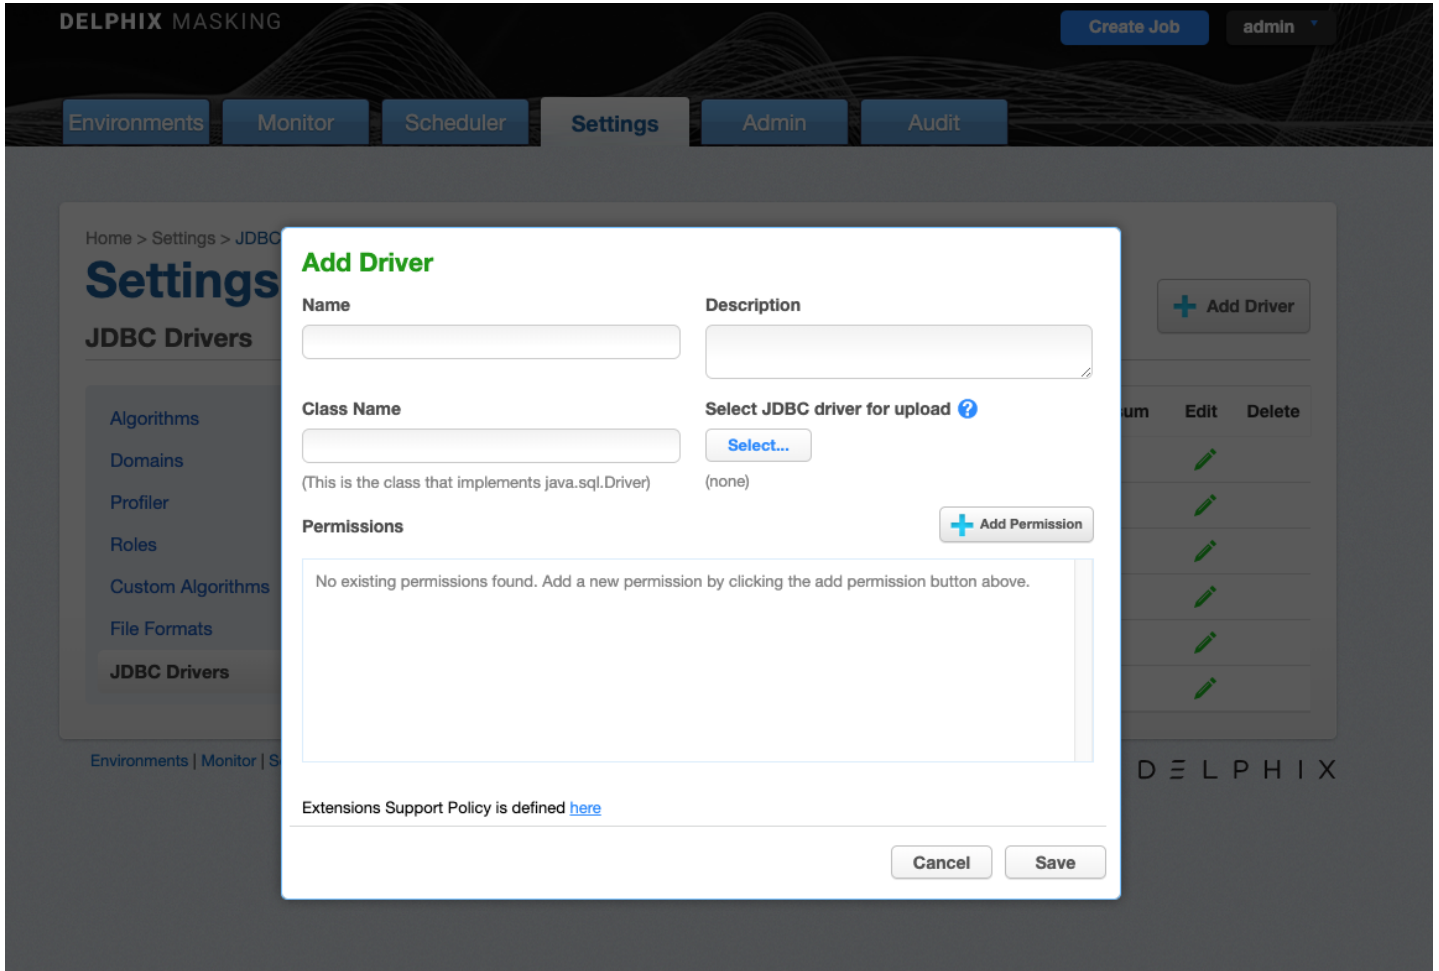 DELPHIX MASKING
Create Job
admin
Environments
Monitor
Scheduler
Settings
Admin
Audit
Home > Settings > JDBC
Settings
JDBC Drivers
Add Driver
Algorithms
Domains
Profiler
Roles
Custom Algorithms
File Formats
JDBC Drivers
Edit
Delete
Add Driver
Name
Description
Class Name
Select JDBC driver for upload ?
Select...
(This is the class that implements java.sql.Driver)
(none)
Permissions
Add Permission
No existing permissions found. Add a new permission by clicking the add permission button above.
Extensions Support Policy is defined here
Cancel
Save
Environments | Monitor |
DELPHIX